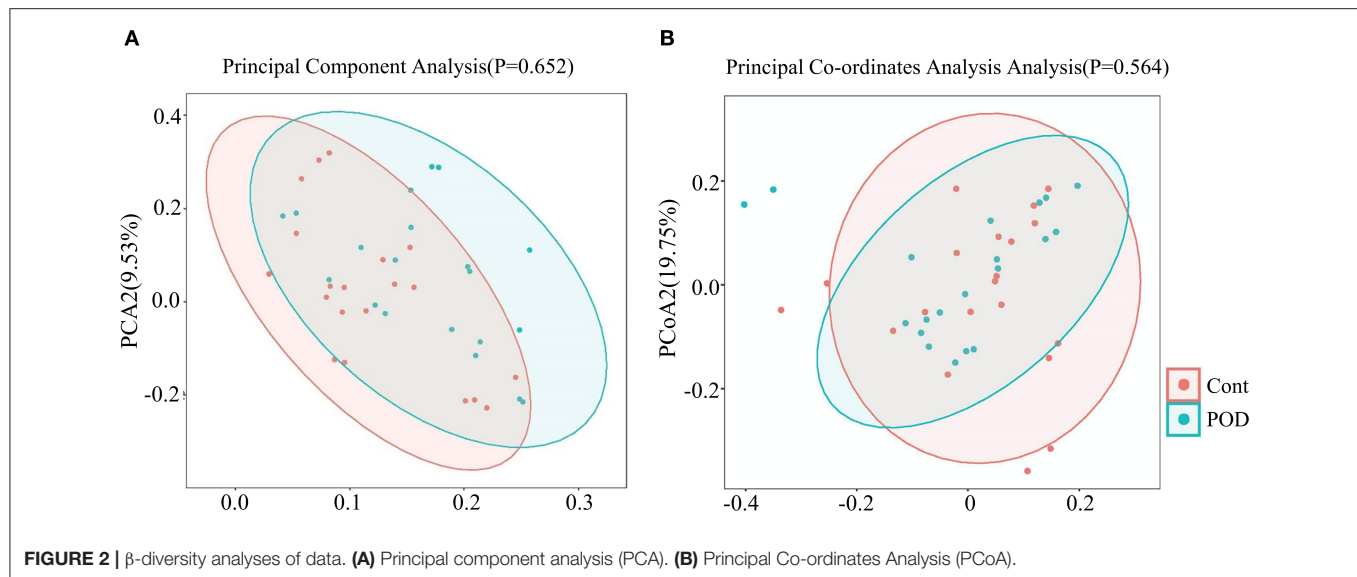 A
Principal Component Analysis(P=0.652)
PCA2(9.53%)
0.4
0.2
0.0
-0.2
0.0
0.1
0.2
0.3
B
Principal Co-ordinates Analysis Analysis(P=0.564)
PCoA2(19.75%)
0.2
0.0
-0.2
-0.4
-0.2
0
0.2
Cont
POD
FIGURE 2 | β-diversity analyses of data. (A) Principal component analysis (PCA). (B) Principal Co-ordinates Analysis (PCoA).